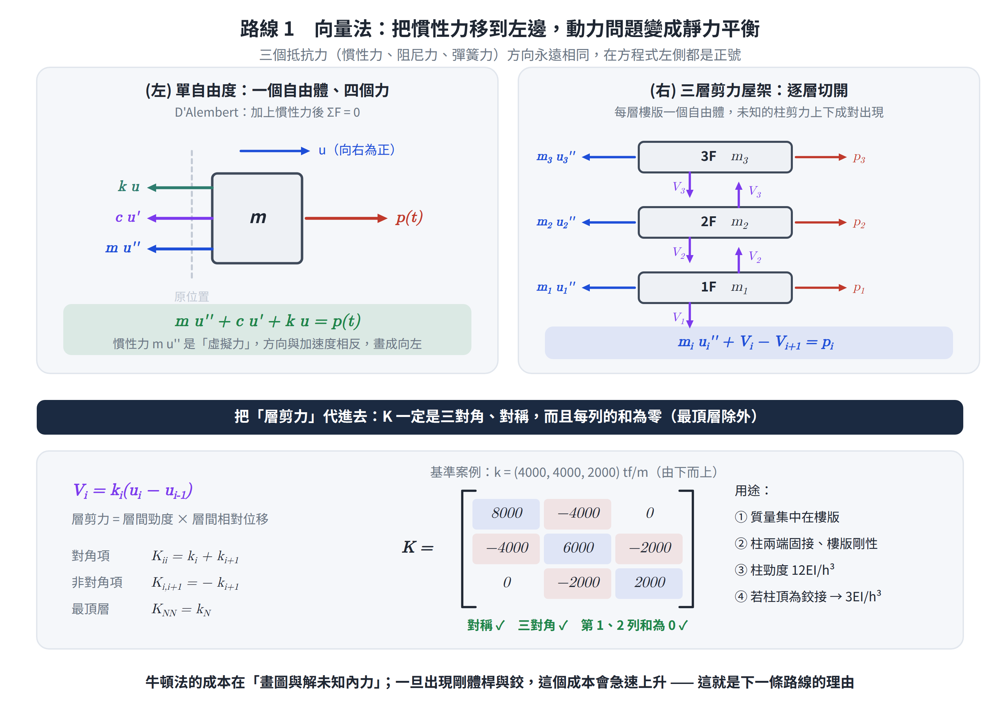 路線 1　向量法：把慣性力移到左邊，動力問題變成靜力平衡
三個抵抗力（慣性力、阻尼力、彈簧力）方向永遠相同，在方程式左側都是正號
(左) 單自由度：一個自由體、四個力
D'Alembert：加上慣性力後 ΣF = 0
u（向右為正）
k u
c u'
m u''
m
p(t)
原位置
m u'' + c u' + k u = p(t)
慣性力 m u'' 是「虛擬力」，方向與加速度相反，畫成向左
(右) 三層剪力屋架：逐層切開
每層樓版一個自由體，未知的柱剪力上下成對出現
m₃ u₃'' 3F m₃ p₃
V₃ V₃
m₂ u₂'' 2F m₂ p₂
V₂ V₂
m₁ u₁'' 1F m₁ p₁
V₁
mᵢ uᵢ'' + Vᵢ − Vᵢ₊₁ = pᵢ
把「層剪力」代進去：K 一定是三對角、對稱，而且每列的和為零（最頂層除外）
Vᵢ = kᵢ(uᵢ − uᵢ₋₁)
層剪力 = 層間勁度 × 層間相對位移
對角項 Kᵢᵢ = kᵢ + kᵢ₊₁
非對角項 Kᵢ,ᵢ₊₁ = − kᵢ₊₁
最頂層 K_NN = k_N
基準案例：k = (4000, 4000, 2000) tf/m（由下而上）
K =
8000 −4000 0
−4000 6000 −2000
0 −2000 2000
對稱 ✓ 三對角 ✓ 第 1、2 列和為 0 ✓
用途：
① 質量集中在樓版
② 柱兩端固接、樓版剛性
③ 柱勁度 12EI/h³
④ 若柱頂為鉸接 → 3EI/h³
牛頓法的成本在「畫圖與解未知內力」；一旦出現剛體桿與鉸，這個成本會急速上升 —— 這就是下一條路線的理由